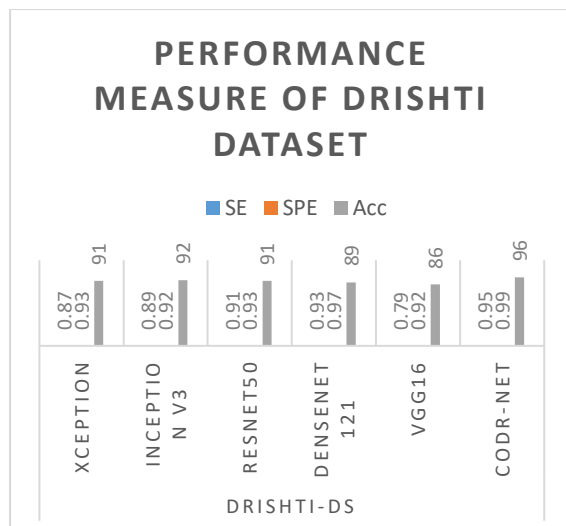 PERFORMANCE
MEASURE OF DRISHTI
DATASET
SE SPE Acc
0.87
0.93
91
0.89
0.92
92
0.91
0.93
91
0.93
0.97
89
0.79
0.92
86
0.95
0.99
96
XCEPTION
INCEPTIO
N V3
RESNET50
DENSENET
121
VGG16
CODR-NET
DRISHTI-DS